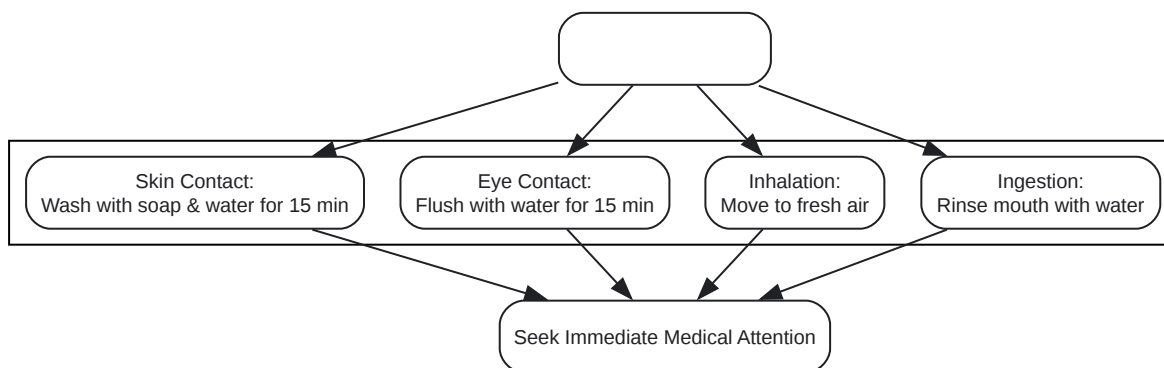 Skin Contact:
Wash with soap & water for 15 min
Eye Contact:
Flush with water for 15 min
Inhalation:
Move to fresh air
Ingestion:
Rinse mouth with water
Seek Immediate Medical Attention